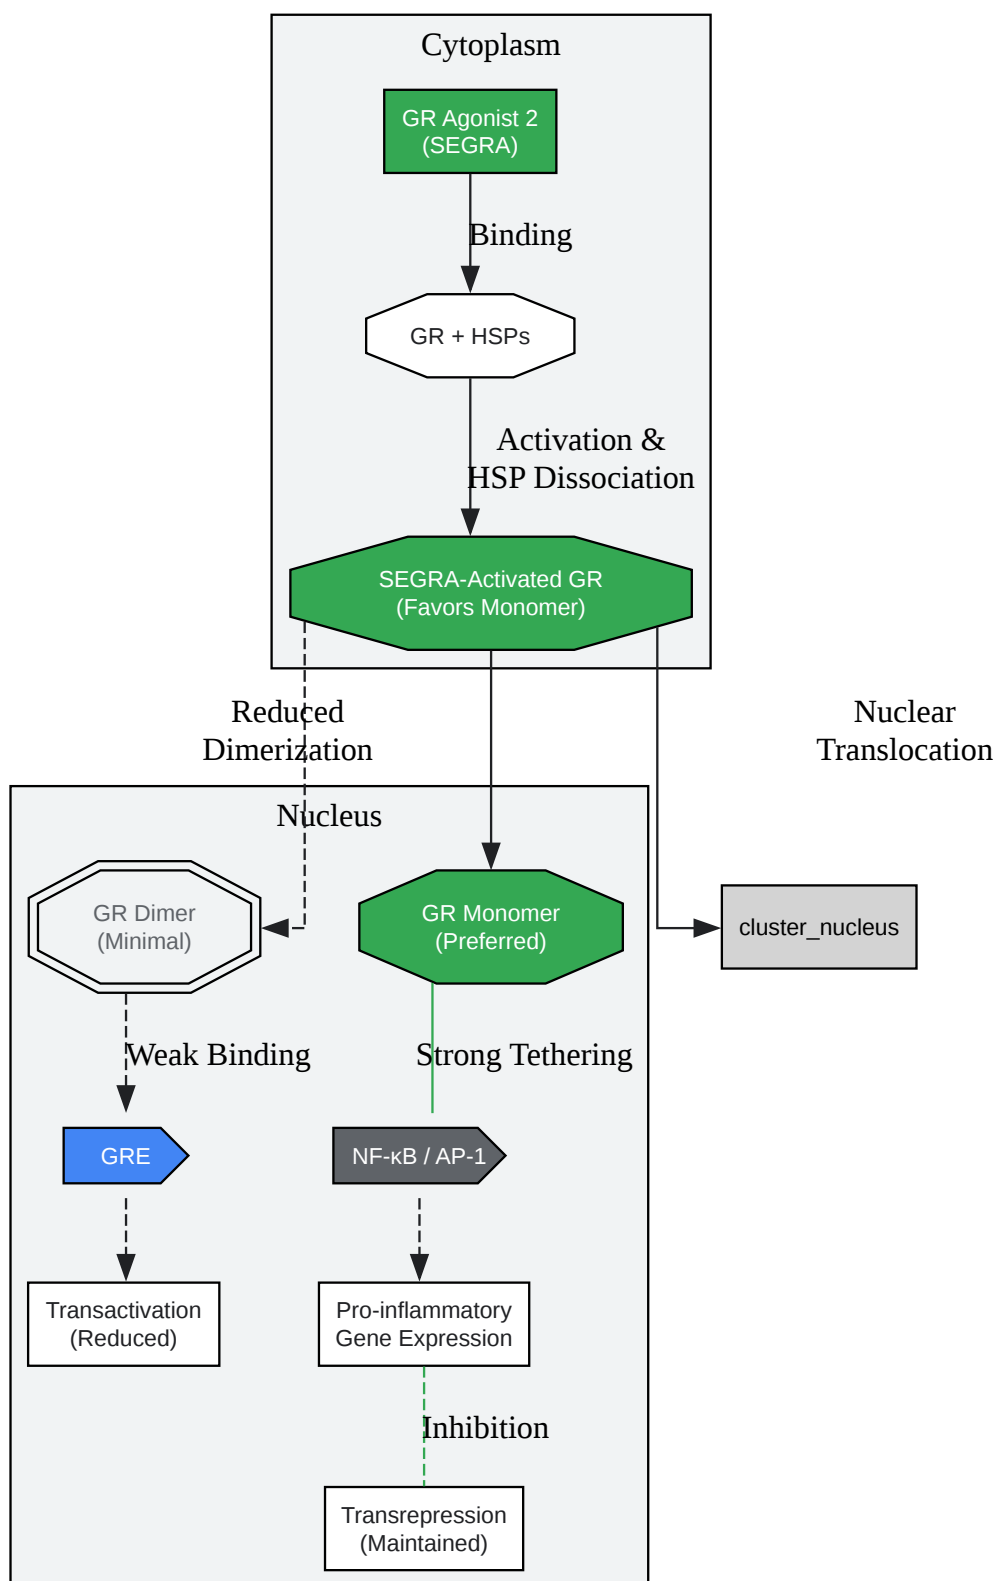 Cytoplasm
GR Agonist 2
(SEGRA)
Binding
GR + HSPs
Activation &
HSP Dissociation
SEGRA-Activated GR
(Favors Monomer)
Reduced
Dimerization
Nuclear
Translocation
Nucleus
GR Dimer
(Minimal)
GR Monomer
(Preferred)
cluster_nucleus
Weak Binding
Strong Tethering
GRE
NF-κB / AP-1
Transactivation
(Reduced)
Pro-inflammatory
Gene Expression
Inhibition
Transrepression
(Maintained)